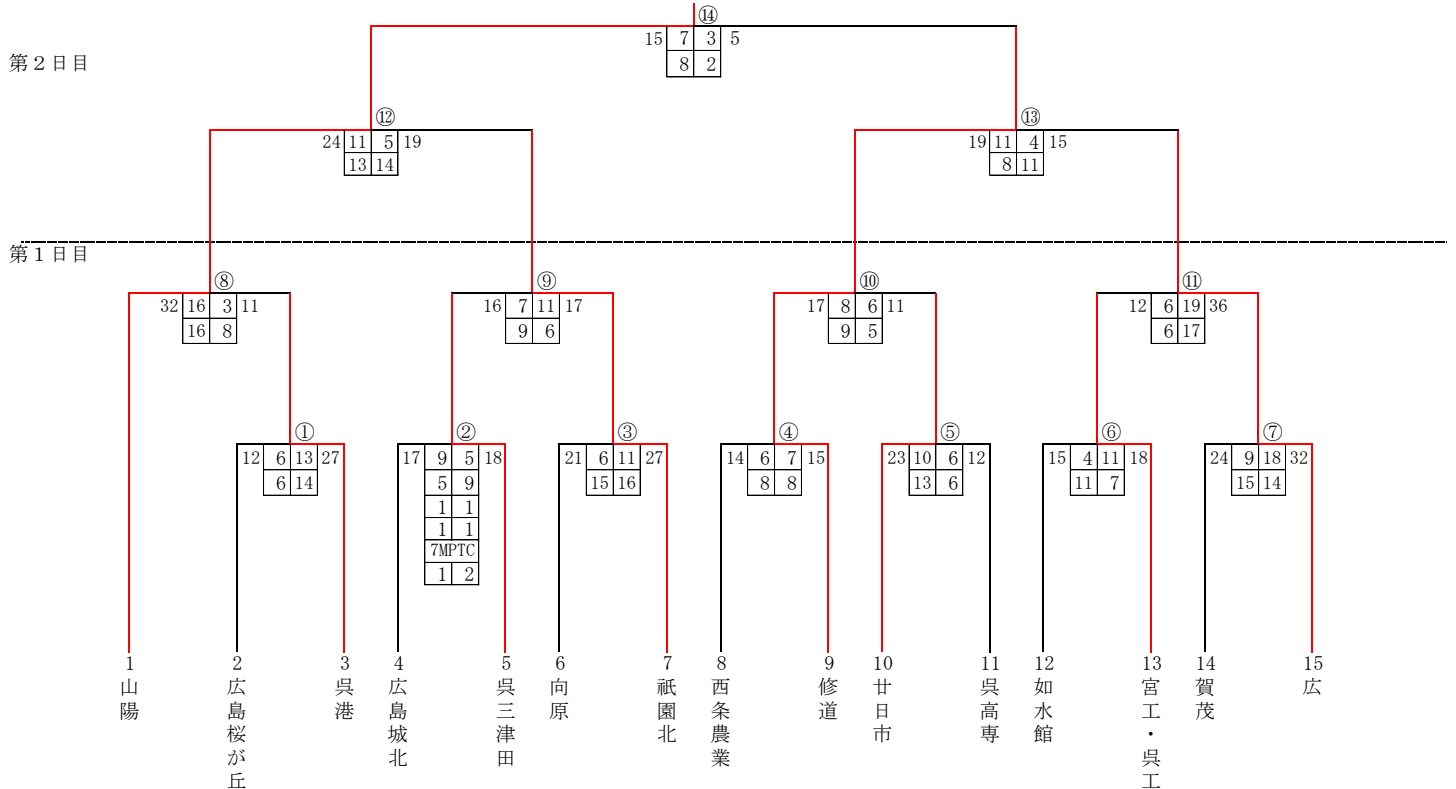 ⑭
15 7 3 5
8 2
第2日目
⑫ ⑬
24 11 5 19 19 11 4 15
13 14 8 11
第1日目
⑧ ⑨ ⑩ ⑪
32 16 3 11 16 7 11 17 17 8 6 11 12 6 19 36
16 8 9 6 9 5 6 17
① ② ③ ④ ⑤ ⑥ ⑦
12 6 13 27 17 9 5 18 21 6 11 27 14 6 7 15 23 10 6 12 15 4 11 18 24 9 18 32
6 14 5 9 15 16 8 8 13 6 11 7 15 14
1 1
1 1
7MPTC
1 2
1 2 3 4 5 6 7 8 9 10 11 12 13 14 15
山陽
広島桜が丘
呉港
広島城北
呉三津田
向原
祇園北
西条農業
修道
廿日市
呉高専
如水館
宮工・呉工
賀茂
広